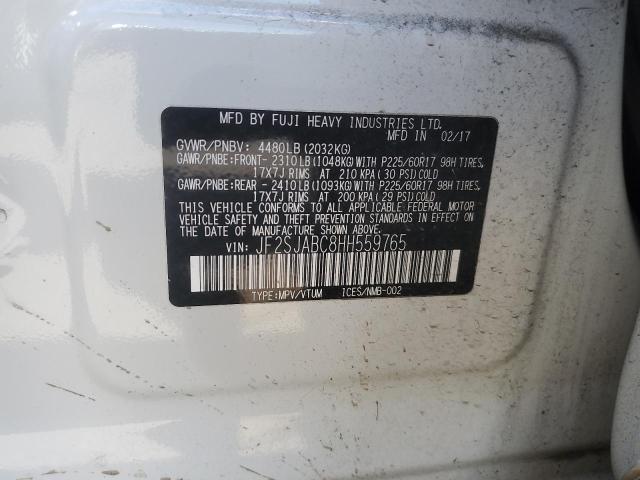 MFD BY FUJI HEAVY INDUSTRIES LTD.
MFD IN 02/17
GVWR/PNBV: 4480LB(2032KG)
GAWR/PNBE:FRONT- 2310LB(1048KG)WITH P225/60R17 98H TIRES,
17X7J RIMS AT 210 KPA(30 PSI)COLD
GAWR/PNBE:REAR - 2410LB(1093KG)WITH P225/60R17 98H TIRES,
17X7J RIMS AT 200 KPA(29 PSI)COLD
THIS VEHICLE CONFORMS TO ALL APPLICABLE FEDERAL MOTOR
VEHICLE SAFETY AND THEFT PREVENTION STANDARDS IN EFFECT ON
THE DATE OF MANUFACTURE SHOWN ABOVE.
VIN: JF2SJABC8HH559765
TYPE:MPV/VTUM ICES/NMB-002